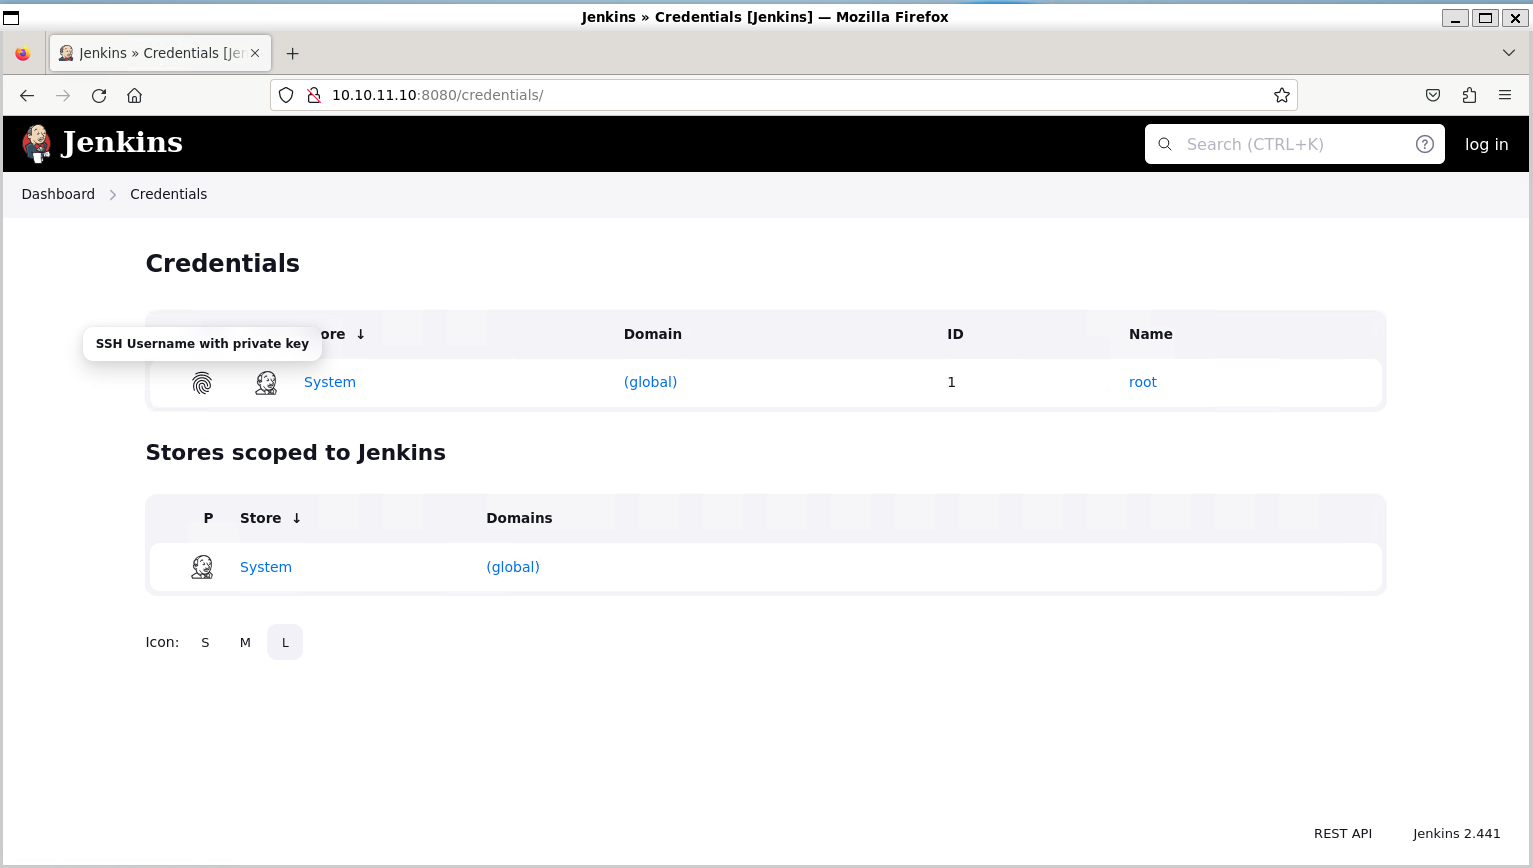 Jenkins » Credentials [Jenkins] — Mozilla Firefox
Jenkins » Credentials [Jer
10.10.11.10:8080/credentials/
Jenkins
Search (CTRL+K)
log in
Dashboard
Credentials
Credentials
ore ↓ Domain ID Name
SSH Username with private key
System (global) 1 root
Stores scoped to Jenkins
P Store ↓ Domains
System (global)
Icon: S M L
REST API Jenkins 2.441